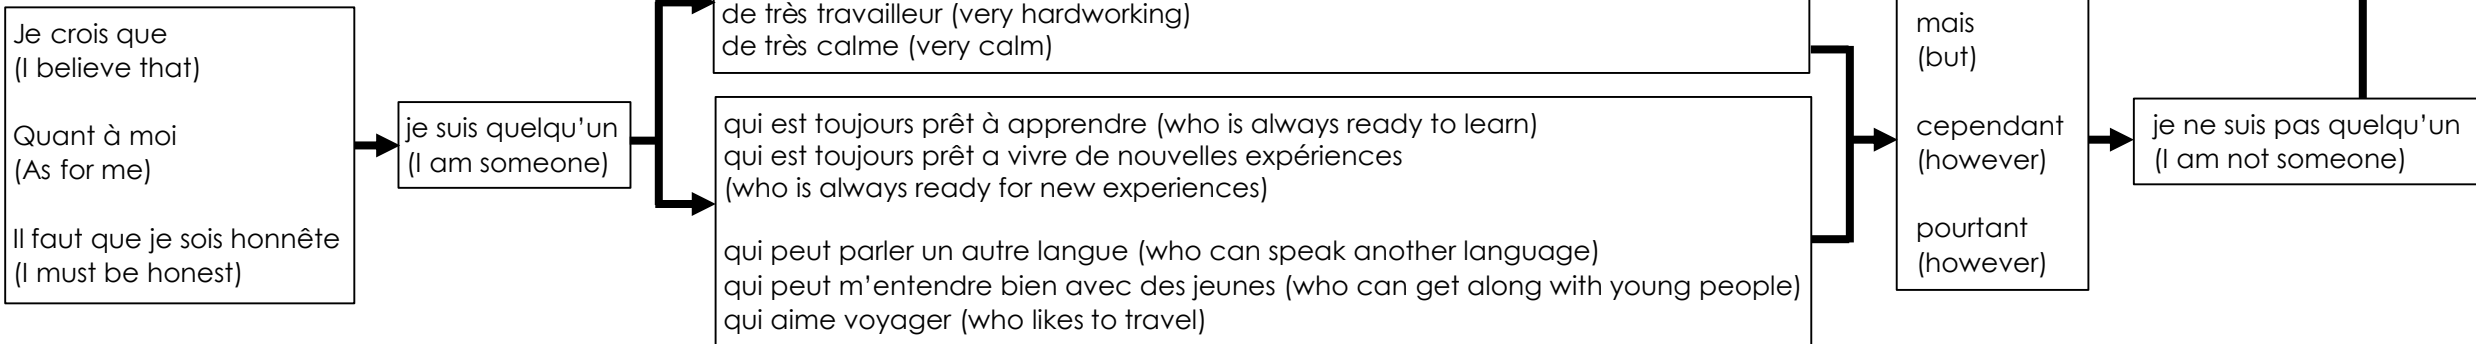 Je crois que
(I believe that)
Quant à moi
(As for me)
Il faut que je sois honnête
(I must be honest)
je suis quelqu'un
(I am someone)
de très travailleur (very hardworking)
de très calme (very calm)
qui est toujours prêt à apprendre (who is always ready to learn)
qui est toujours prêt a vivre de nouvelles expériences
(who is always ready for new experiences)
qui peut parler un autre langue (who can speak another language)
qui peut m'entendre bien avec des jeunes (who can get along with young people)
qui aime voyager (who likes to travel)
mais
(but)
cependant
(however)
pourtant
(however)
je ne suis pas quelqu'un
(I am not someone)